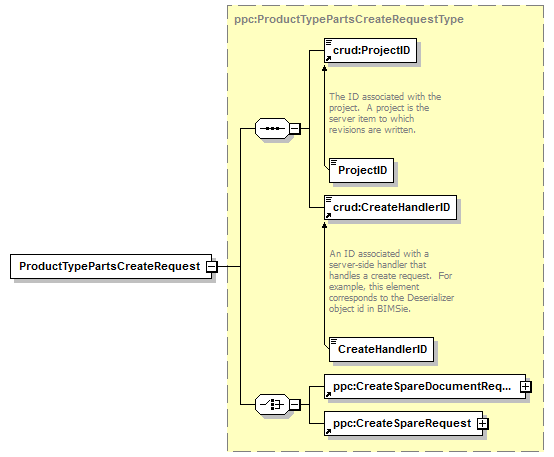 ppc:ProductTypePartsCreateRequestType
crud:ProjectID
The ID associated with the
project.  A project is the
server item to which
revisions are written.
ProjectID
crud:CreateHandlerID
ProductTypePartsCreateRequest
An ID associated with a
server-side handler that
handles a create request.  For
example, this element
corresponds to the Deserializer
object id in BIMSie.
CreateHandlerID
ppc:CreateSpareDocumentReq...
ppc:CreateSpareRequest